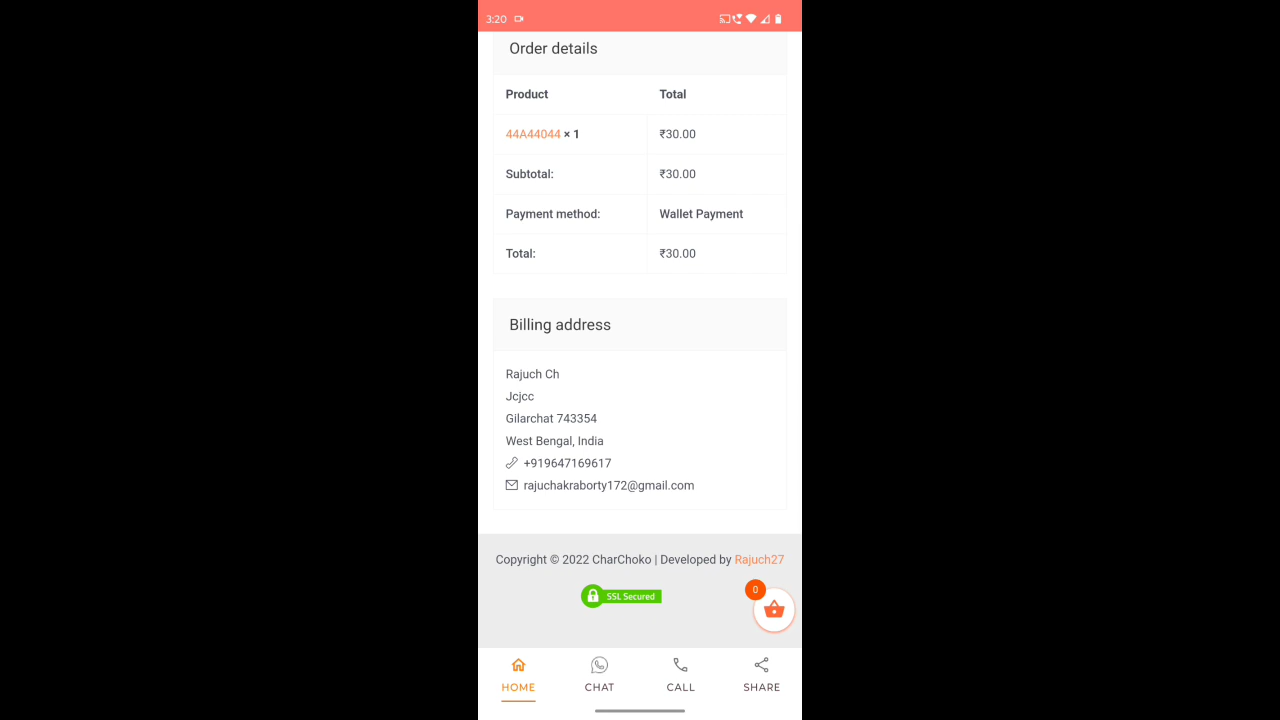 3:20
Order details
Product Total
44A44044 × 1 ₹30.00
Subtotal: ₹30.00
Payment method: Wallet Payment
Total: ₹30.00
Billing address
Rajuch Ch
Jcjcc
Gilarchat 743354
West Bengal, India
+919647169617
rajuchakraborty172@gmail.com
Copyright © 2022 CharChoko | Developed by Rajuch27
SSL Secured
0
HOME CHAT CALL SHARE